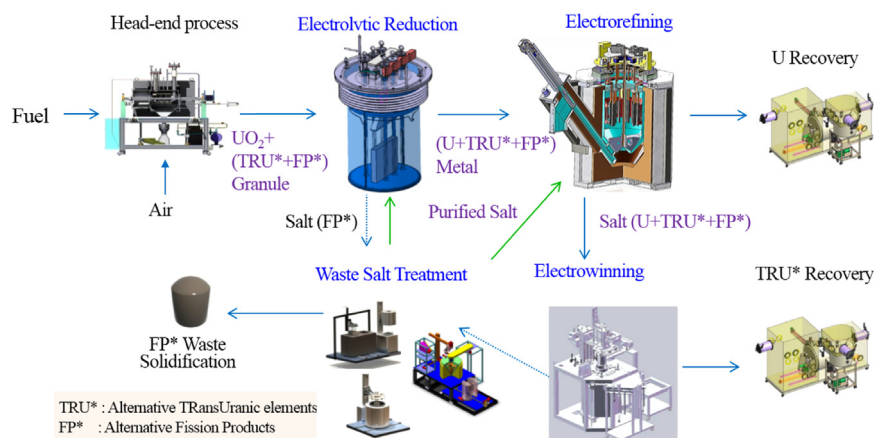 Head-end process
Electrolytic Reduction
Electrorefining
U Recovery
Fuel
UO₂+
(TRU*+FP*)
Granule
(U+TRU*+FP*)
Metal
Air
Salt (FP*)
Purified Salt
Salt (U+TRU*+FP*)
Waste Salt Treatment
Electrowinning
TRU* Recovery
FP* Waste
Solidification
TRU* : Alternative TRansUranic elements
FP* : Alternative Fission Products